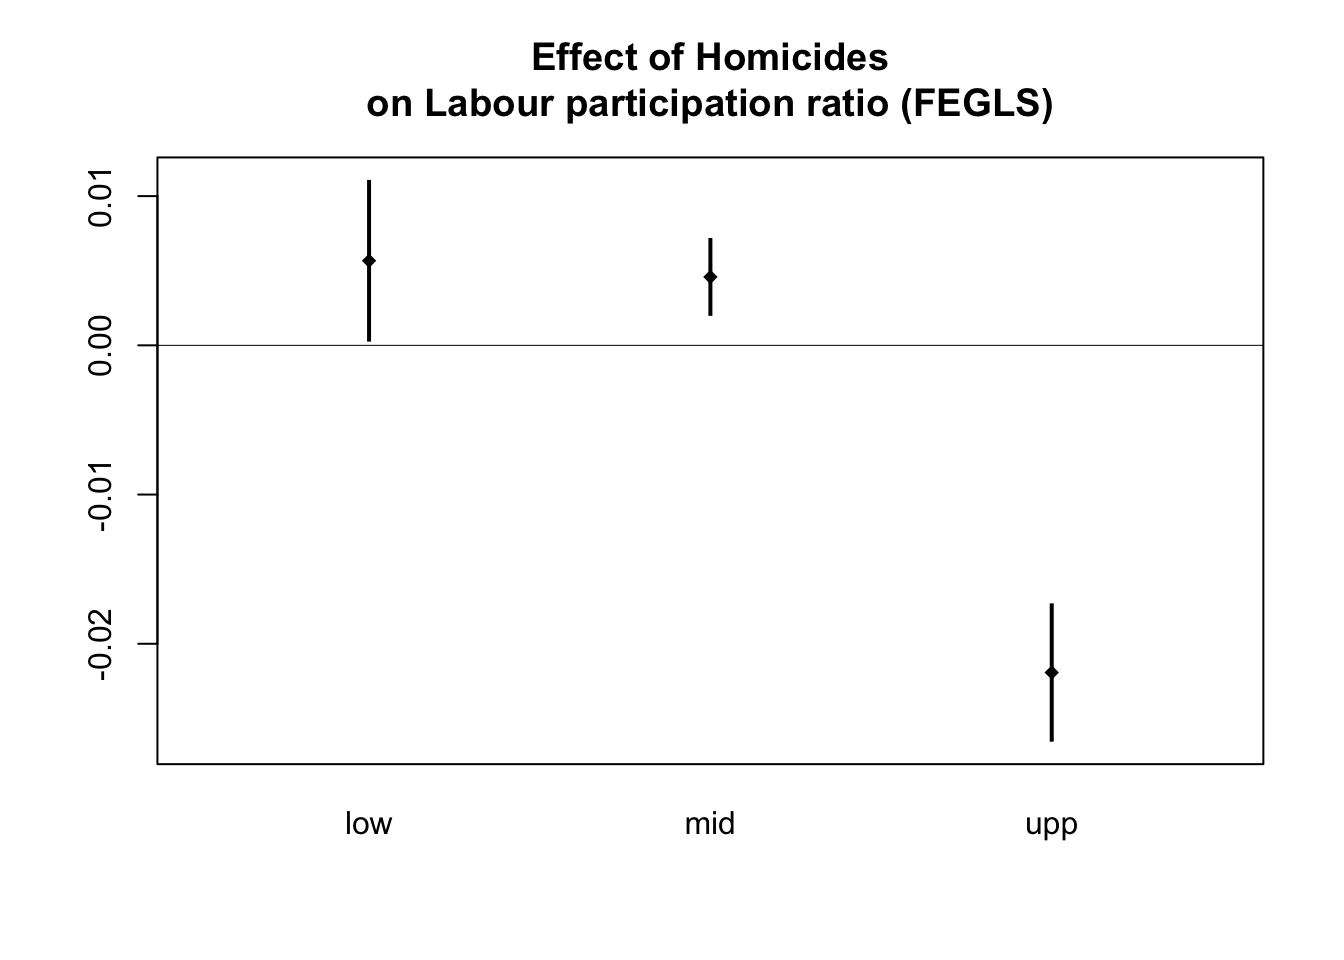 Effect of Homicides
on Labour participation ratio (FEGLS)
0.01
0.00
-0.01
-0.02
low
mid
upp